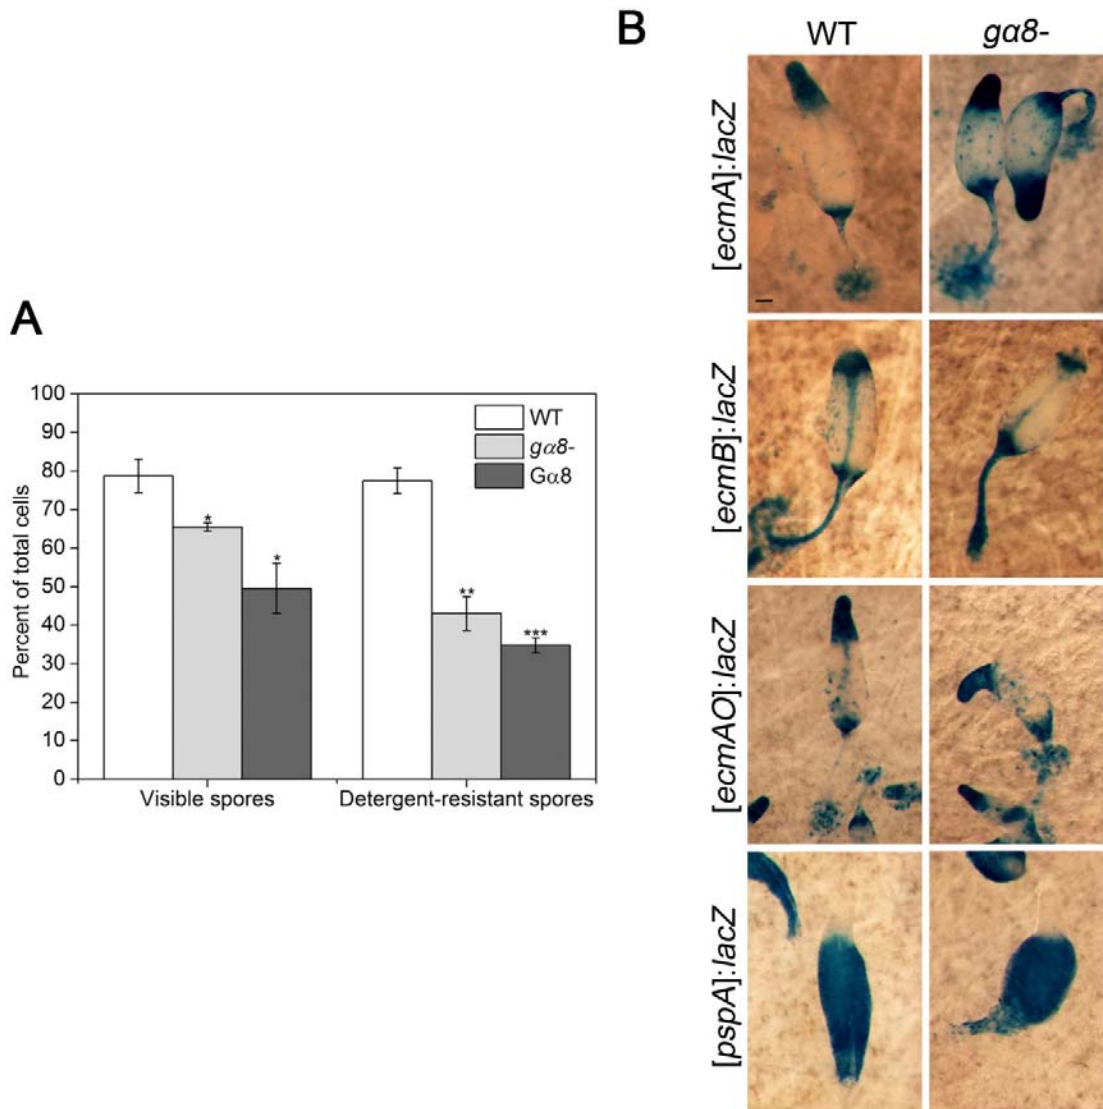 B
WT
gα8-
[ecmA]:lacZ
[ecmB]:lacZ
[ecmAO]:lacZ
[pspA]:lacZ
A
Percent of total cells
100
90
80
70
60
50
40
30
20
10
0
WT
gα8-
Gα8
*
*
**
***
Visible spores
Detergent-resistant spores